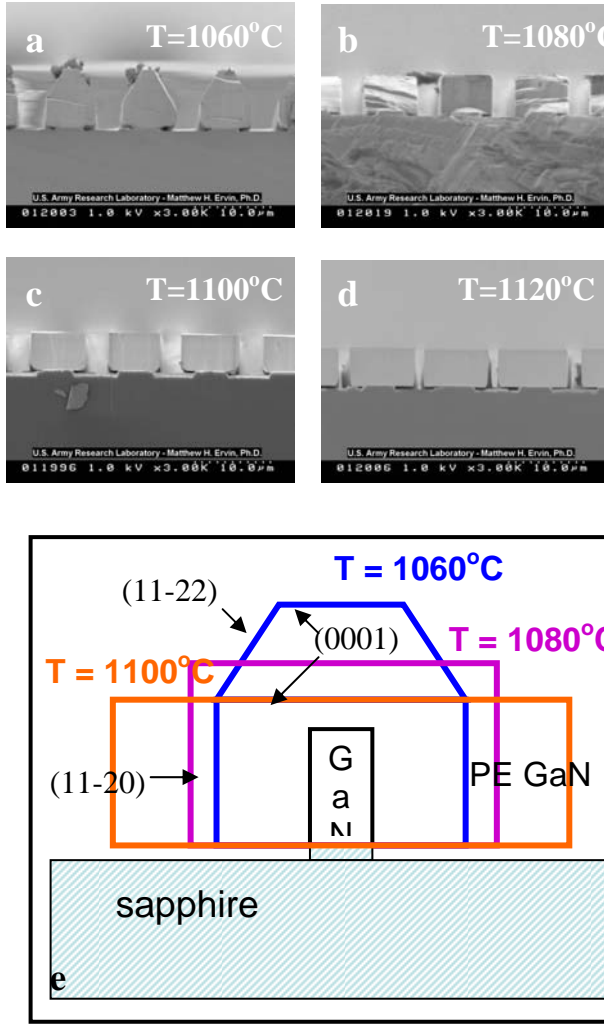 a T=1060°C
U.S. Army Research Laboratory - Matthew H. Ervin, Ph.D.
012003 1.0 kV x3.00K 10.0µm
b T=1080°C
U.S. Army Research Laboratory - Matthew H. Ervin, Ph.D.
012019 1.0 kV x3.00K 10.0µm
c T=1100°C
U.S. Army Research Laboratory - Matthew H. Ervin, Ph.D.
011996 1.0 kV x3.00K 10.0µm
d T=1120°C
U.S. Army Research Laboratory - Matthew H. Ervin, Ph.D.
012006 1.0 kV x3.00K 10.0µm
T = 1060°C
(11-22)
(0001)
T = 1080°C
T = 1100°C
G
a
N
(11-20)
PE GaN
sapphire
e